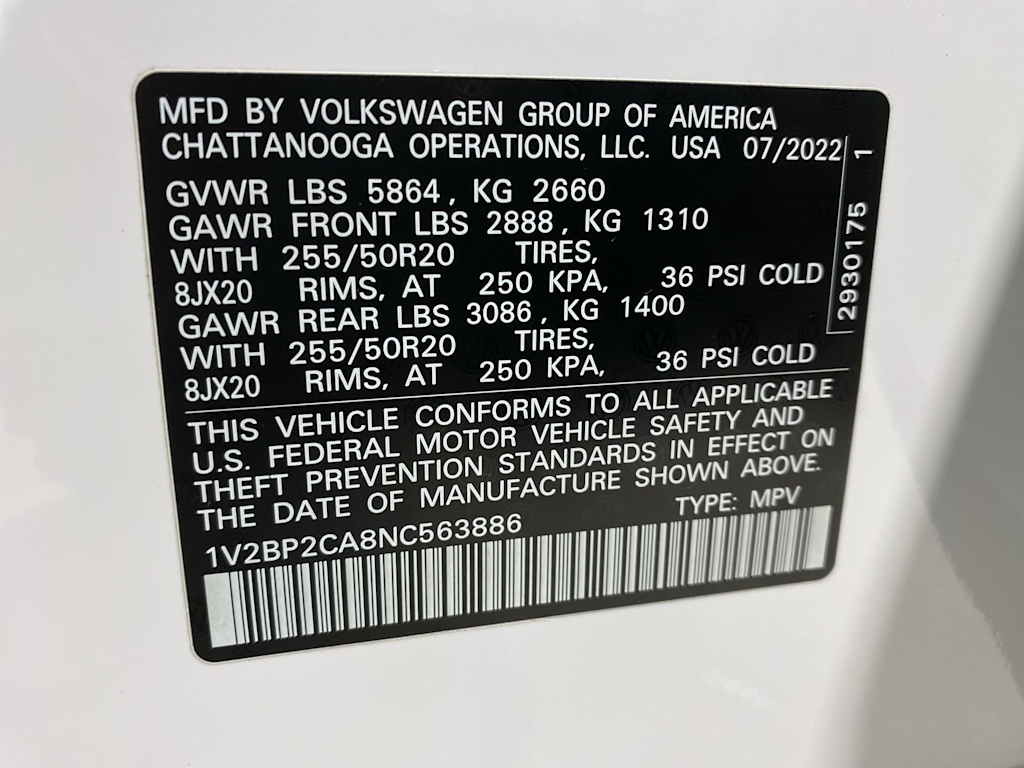 MFD BY VOLKSWAGEN GROUP OF AMERICA
CHATTANOOGA OPERATIONS, LLC. USA 07/2022
GVWR LBS 5864, KG 2660
GAWR FRONT LBS 2888, KG 1310
WITH 255/50R20 TIRES,
8JX20 RIMS, AT 250 KPA, 36 PSI COLD
GAWR REAR LBS 3086, KG 1400
WITH 255/50R20 TIRES,
8JX20 RIMS, AT 250 KPA, 36 PSI COLD
THIS VEHICLE CONFORMS TO ALL APPLICABLE
U.S. FEDERAL MOTOR VEHICLE SAFETY AND
THEFT PREVENTION STANDARDS IN EFFECT ON
THE DATE OF MANUFACTURE SHOWN ABOVE.
TYPE: MPV
1V2BP2CA8NC563886
2930175 1